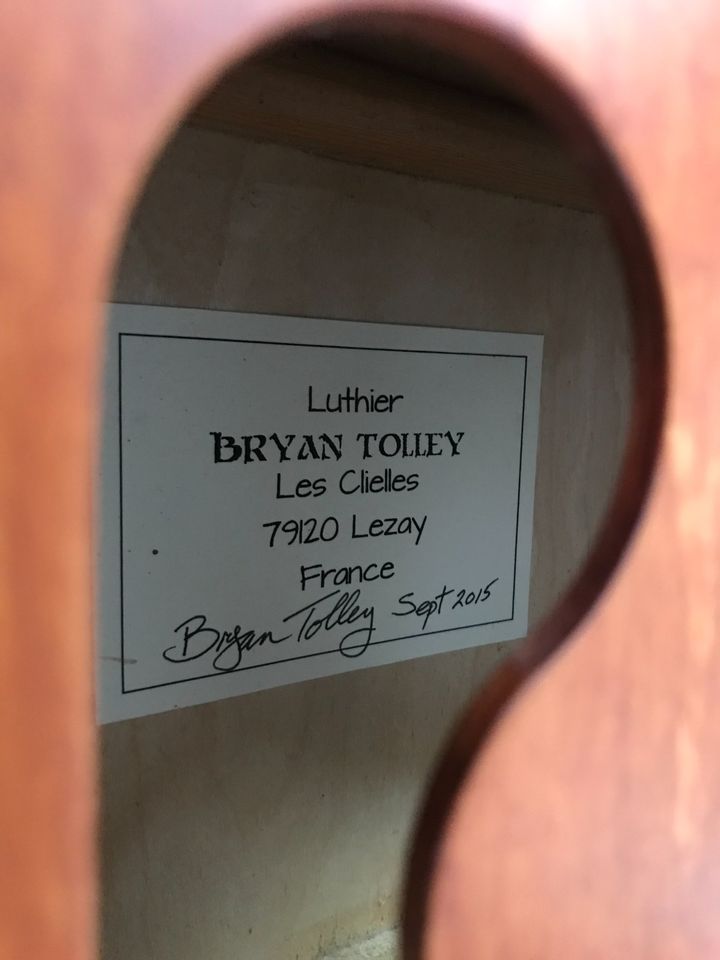 Luthier
BRYAN TOLLEY
Les Clielles
79120 Lezay
France
Bryan Tolley Sept 2015